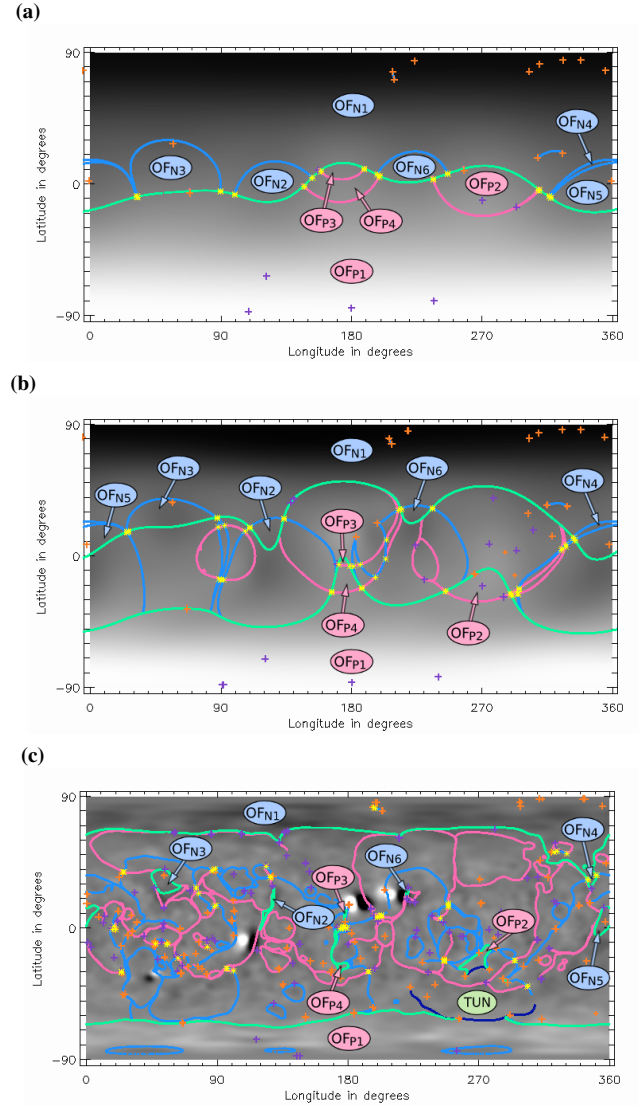 (a)
90
OFN1
OFN4
OFN3
OFN2
OFN6
OFP2
OFN5
0
OFP3
OFP4
OFP1
−90
0 90 180 270 360
Latitude in degrees
Longitude in degrees
(b)
90
OFN1
OFN6
OFN3
OFN4
OFN5
OFN2
OFP3
0
OFP4
OFP2
OFP1
−90
0 90 180 270 360
Latitude in degrees
Longitude in degrees
(c)
90
OFN1
OFN4
OFN3
OFN6
OFP3
OFN2
OFP2
0
OFN5
OFP4
TUN
OFP1
−90
0 90 180 270 360
Latitude in degrees
Longitude in degrees